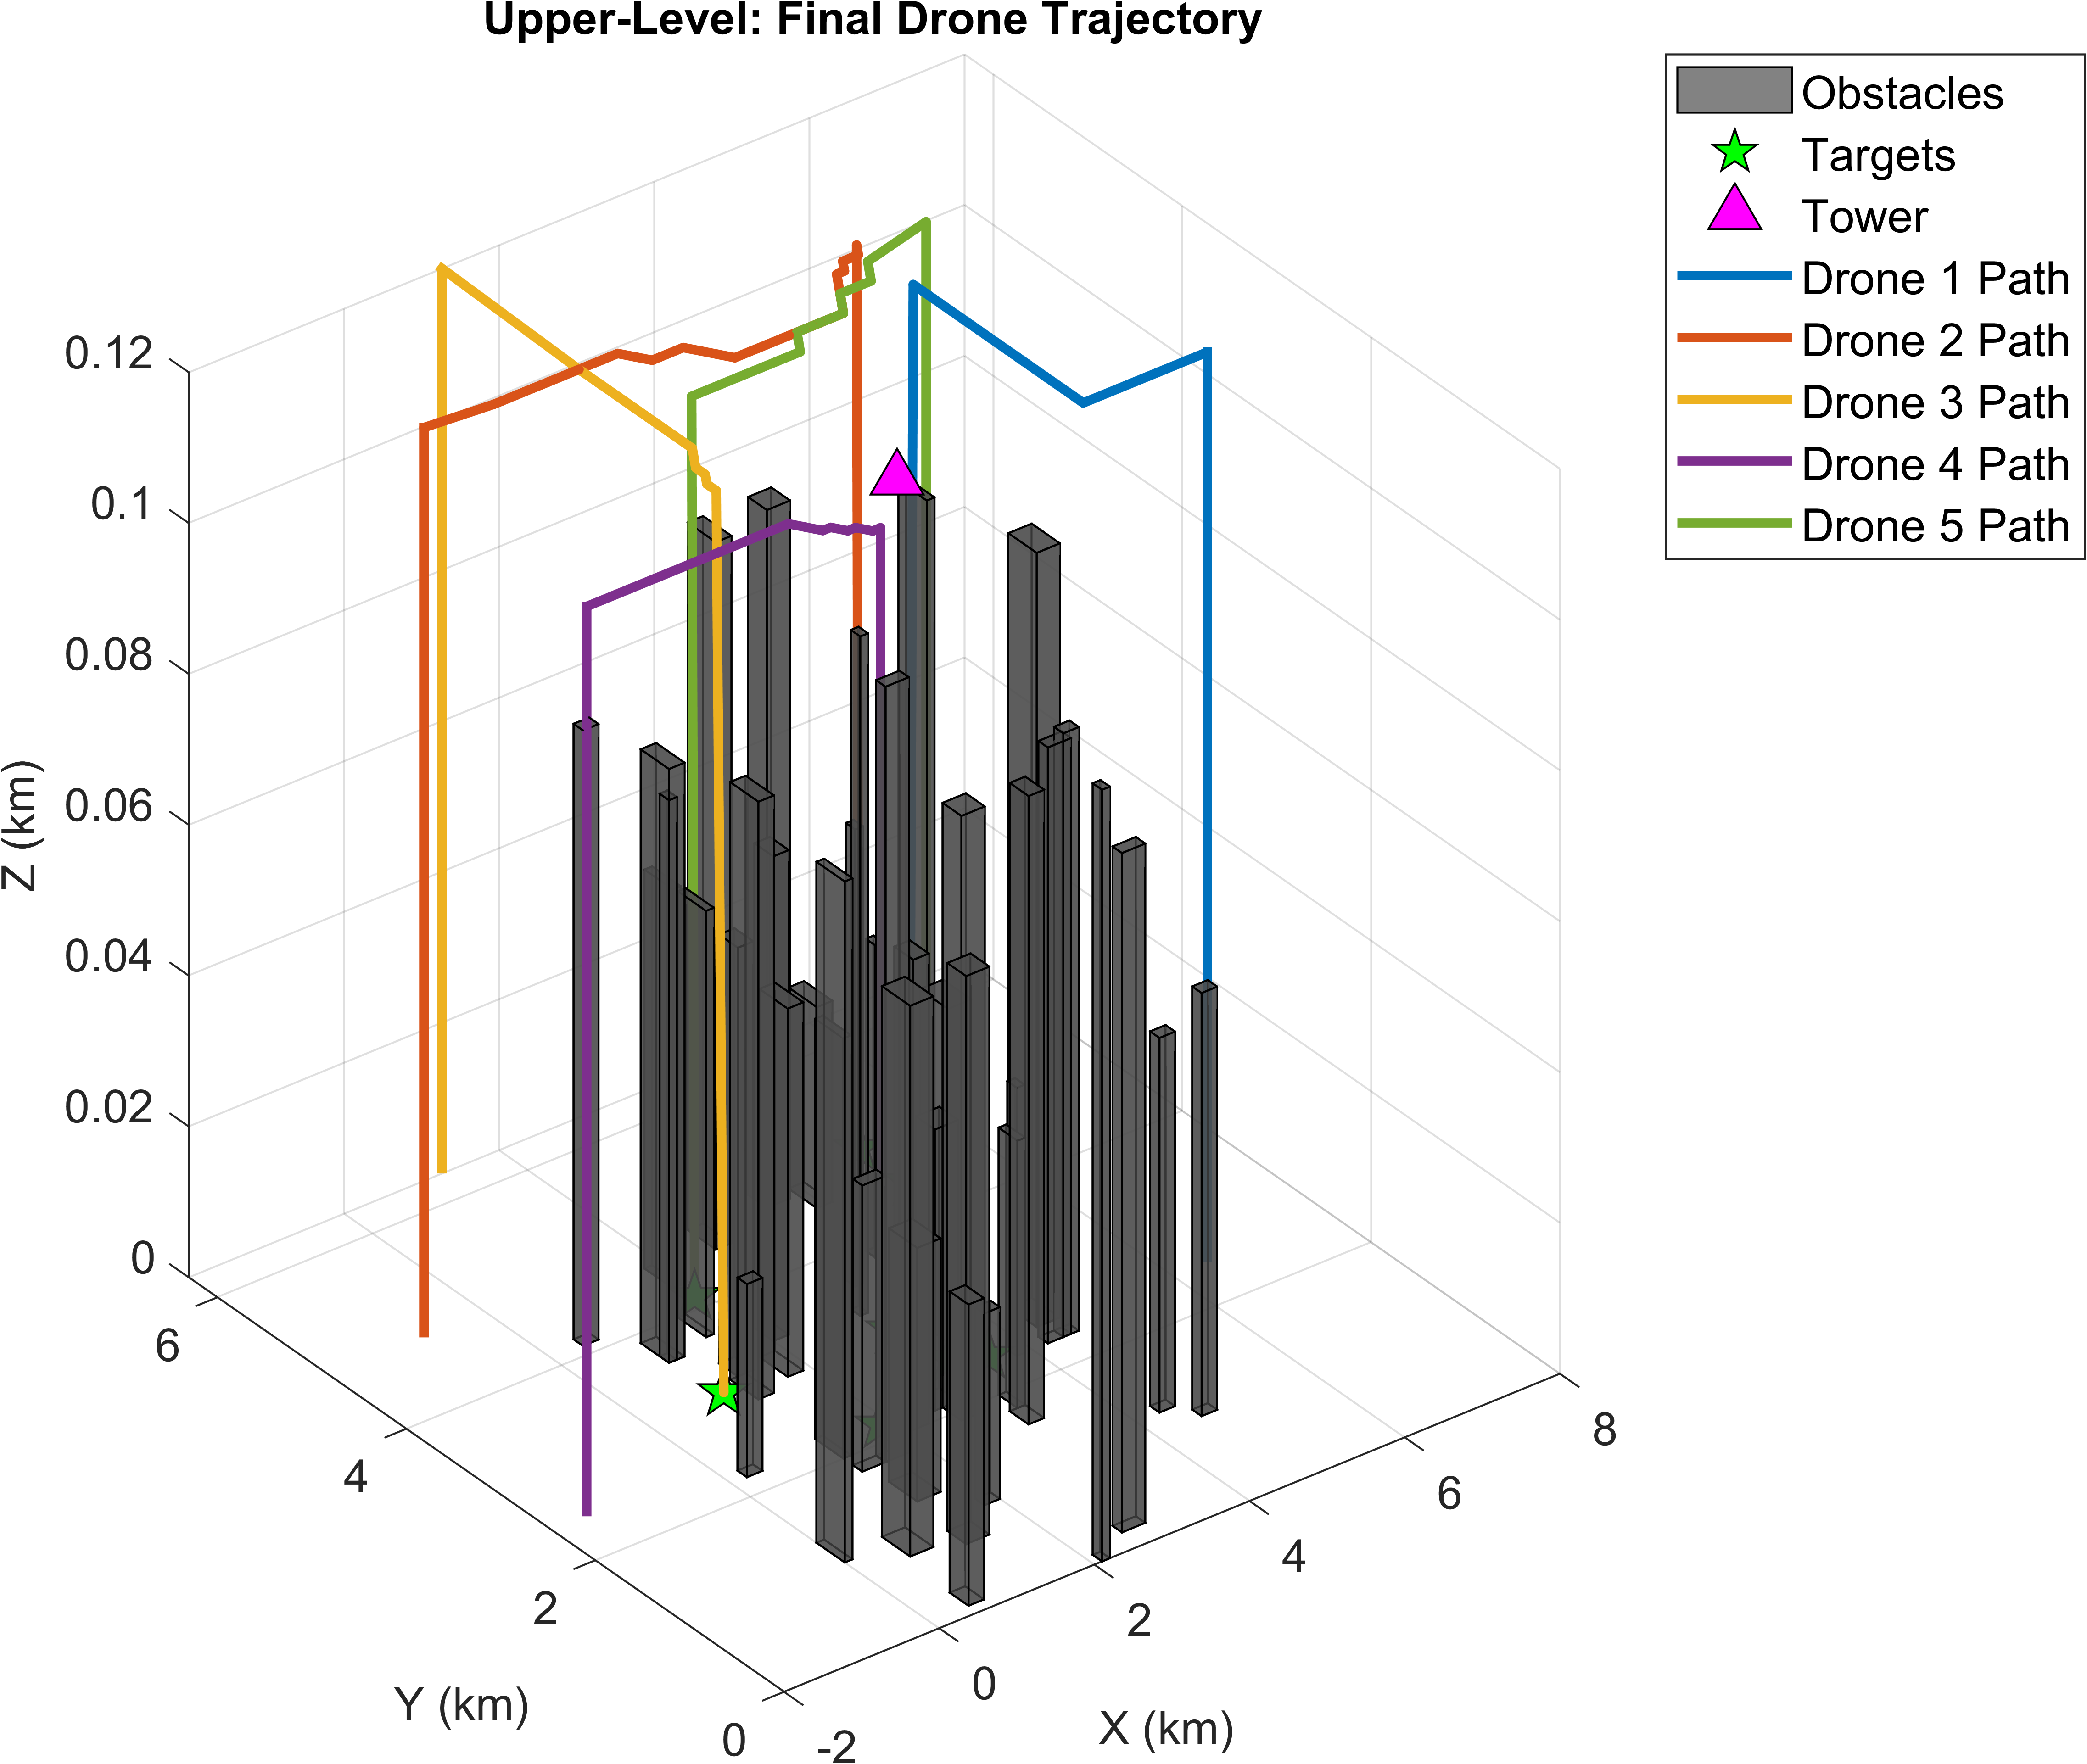 Upper-Level: Final Drone Trajectory
Obstacles
Targets
Tower
Drone 1 Path
Drone 2 Path
Drone 3 Path
Drone 4 Path
Drone 5 Path
0.12
0.1
0.08
0.06
0.04
0.02
0
Z (km)
6
4
2
0
Y (km)
-2
0
2
4
6
8
X (km)